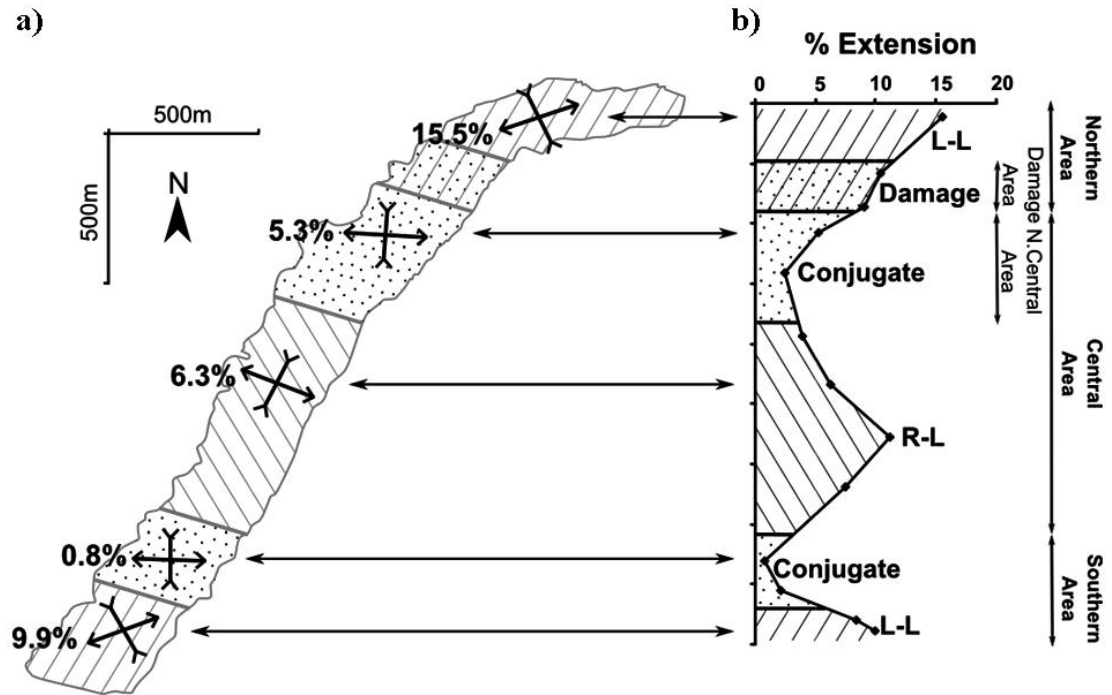 a)
500m
500m
N
15.5%
5.3%
6.3%
0.8%
9.9%
b)
% Extension
0 5 10 15 20
L-L
Damage
Conjugate
R-L
Conjugate
L-L
Northern
Area
Damage N.Central
Area
Area
Central
Area
Southern
Area